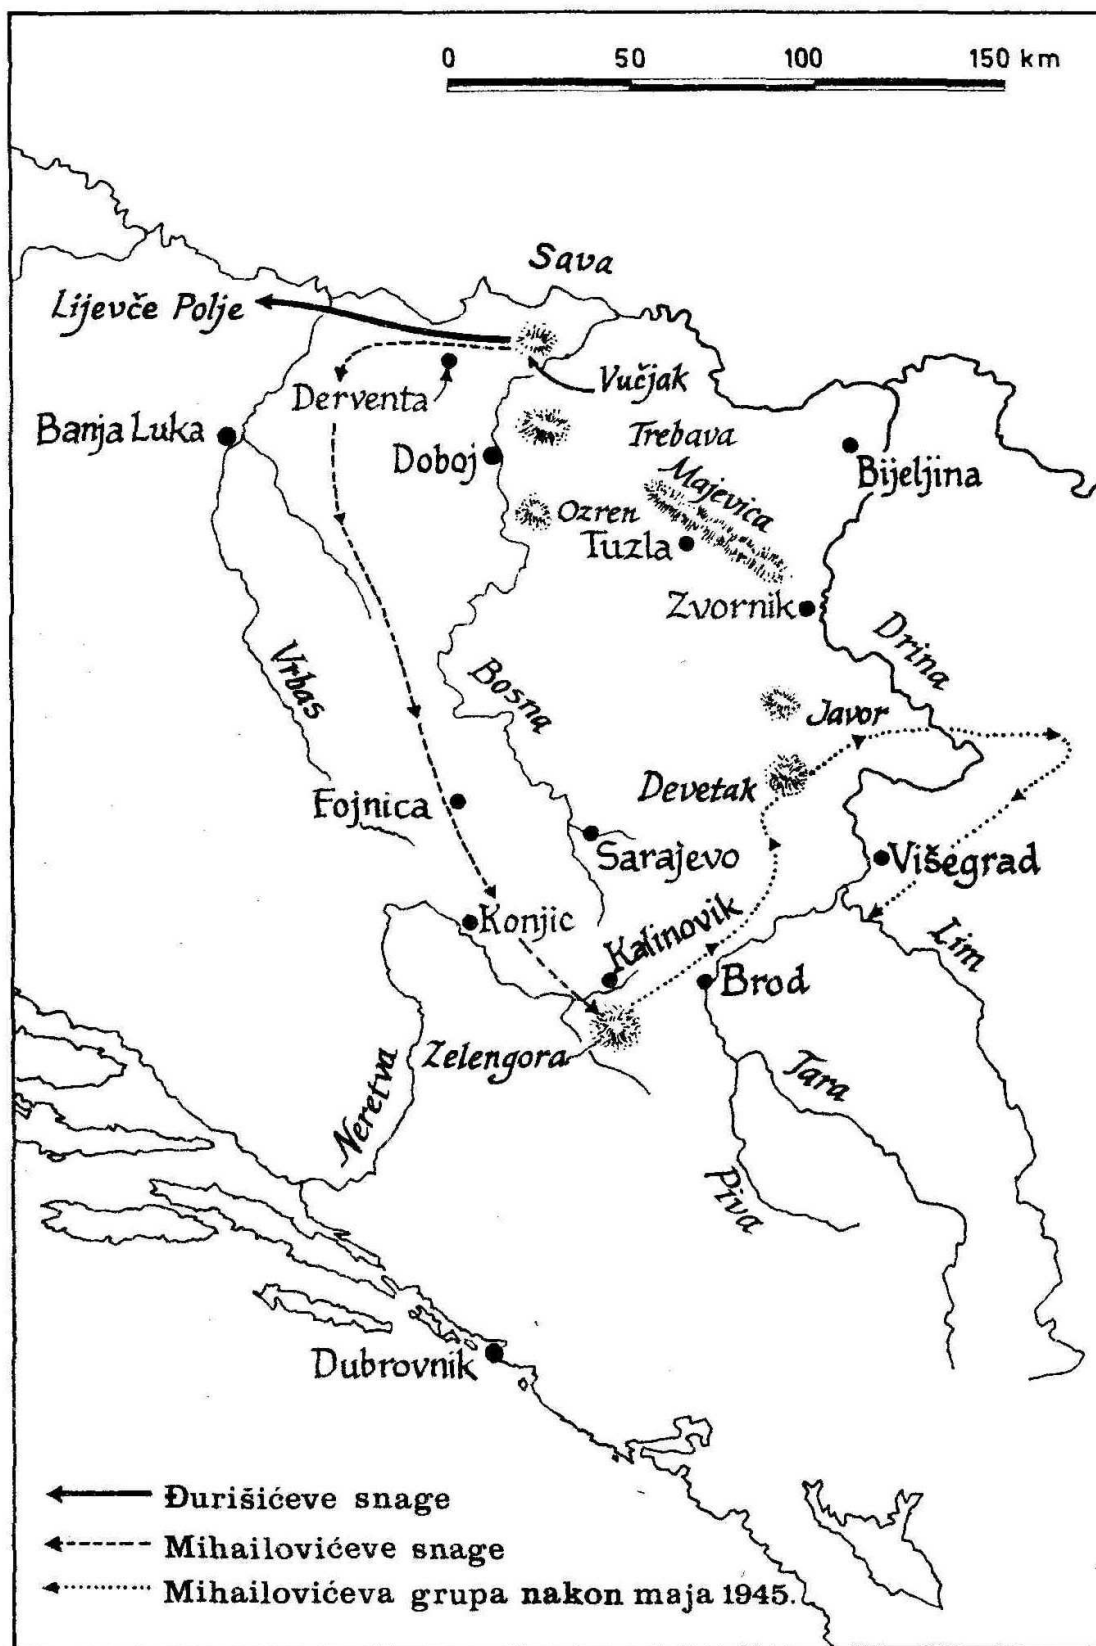 0 50 100 150 km
Sava
Lijevče Polje
Vučjak
Derventa
Trebava
Banja Luka
Doboj
Bijeljina
Majevica
Ozren
Tuzla
Zvornik
Drina
Vrbas
Bosna
Javor
Devetak
Fojnica
Sarajevo
Višegrad
Konjic
Kalinovik
Lim
Brod
Zelengora
Neretva
Tara
Piva
Dubrovnik
Đurišićeve snage
Mihailovićeve snage
Mihailovićeva grupa nakon maja 1945.